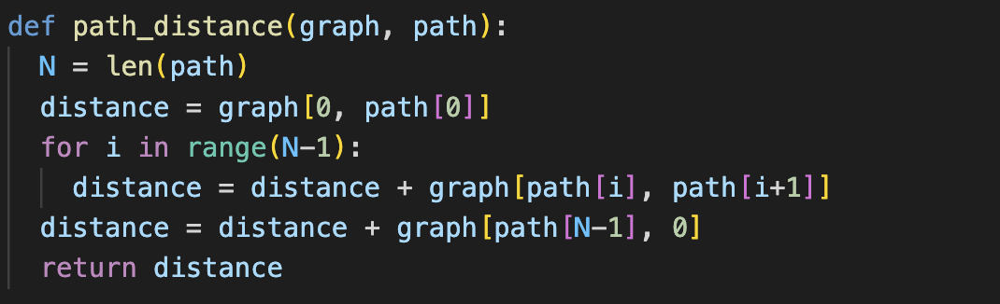 def path_distance(graph, path):
  N = len(path)
  distance = graph[0, path[0]]
  for i in range(N-1):
    distance = distance + graph[path[i], path[i+1]]
  distance = distance + graph[path[N-1], 0]
  return distance